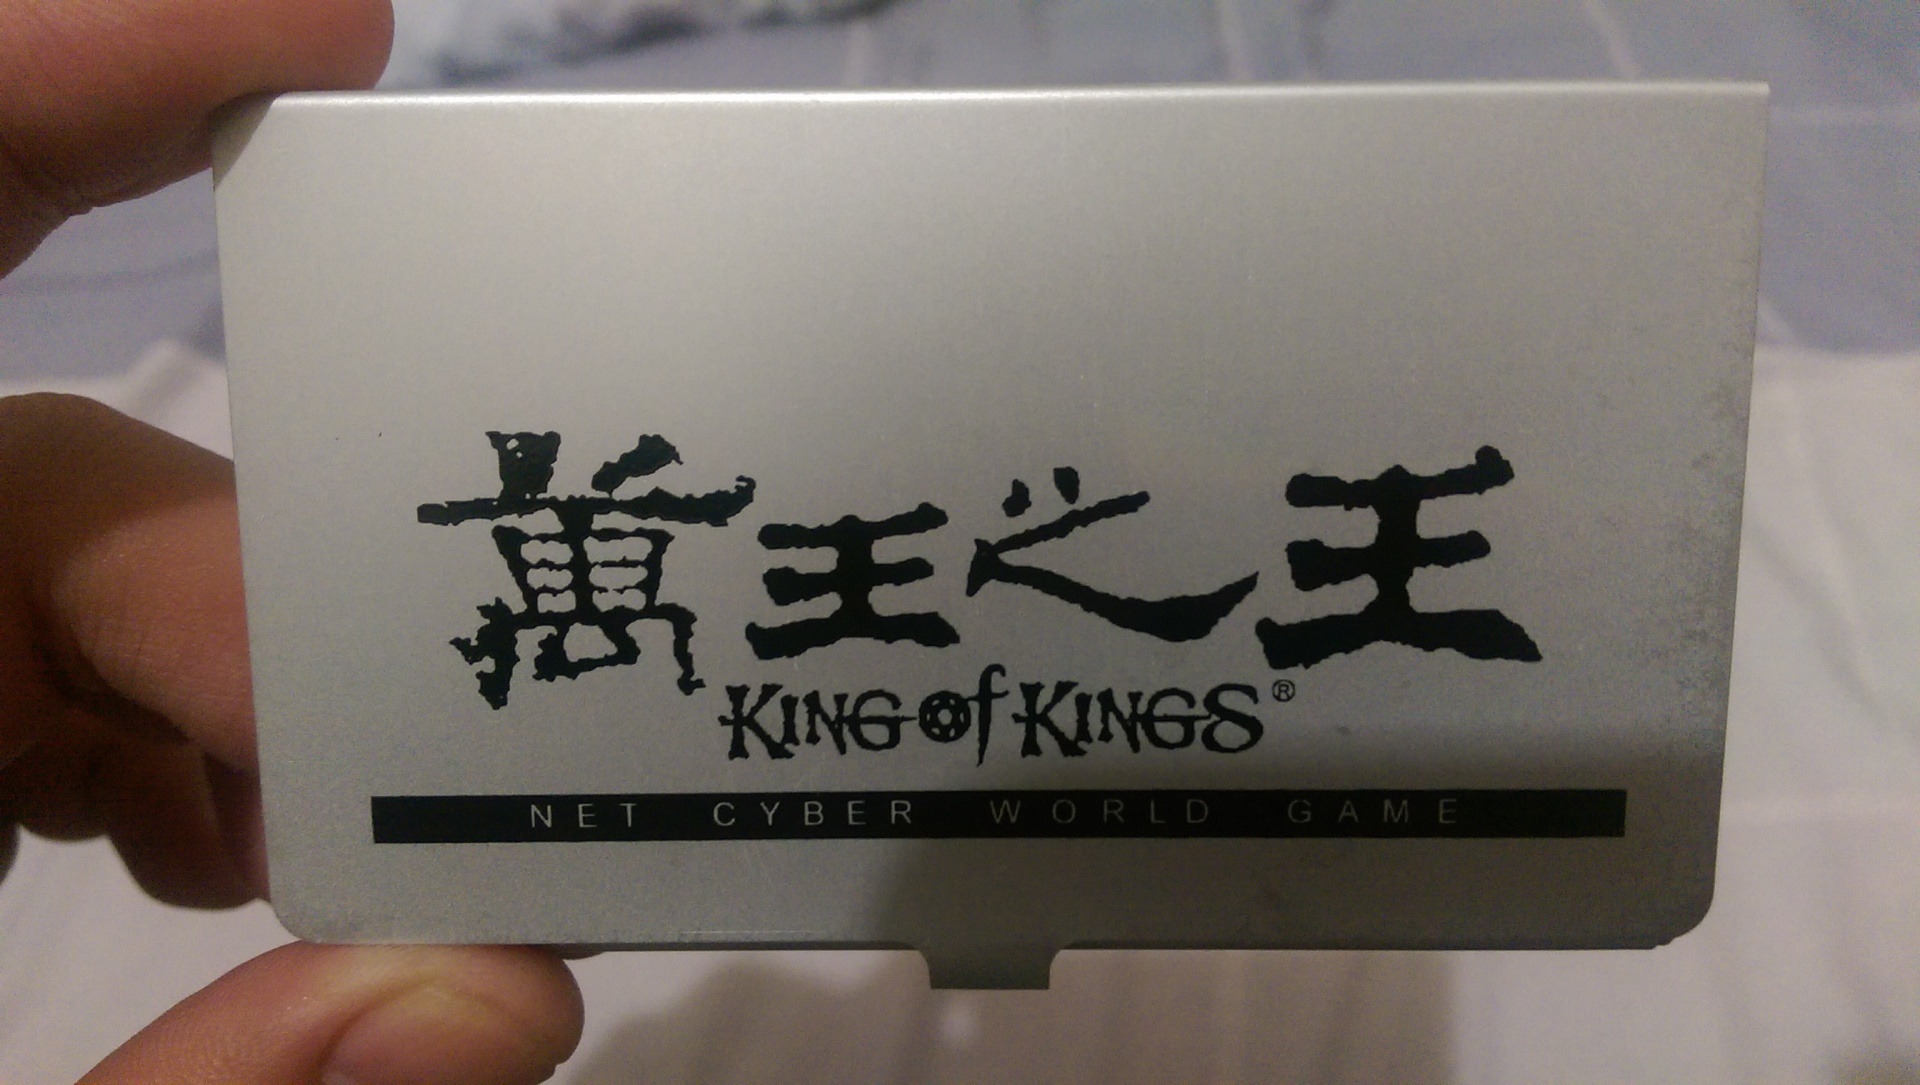 萬王之王
KING of KINGS®
NET CYBER WORLD GAME